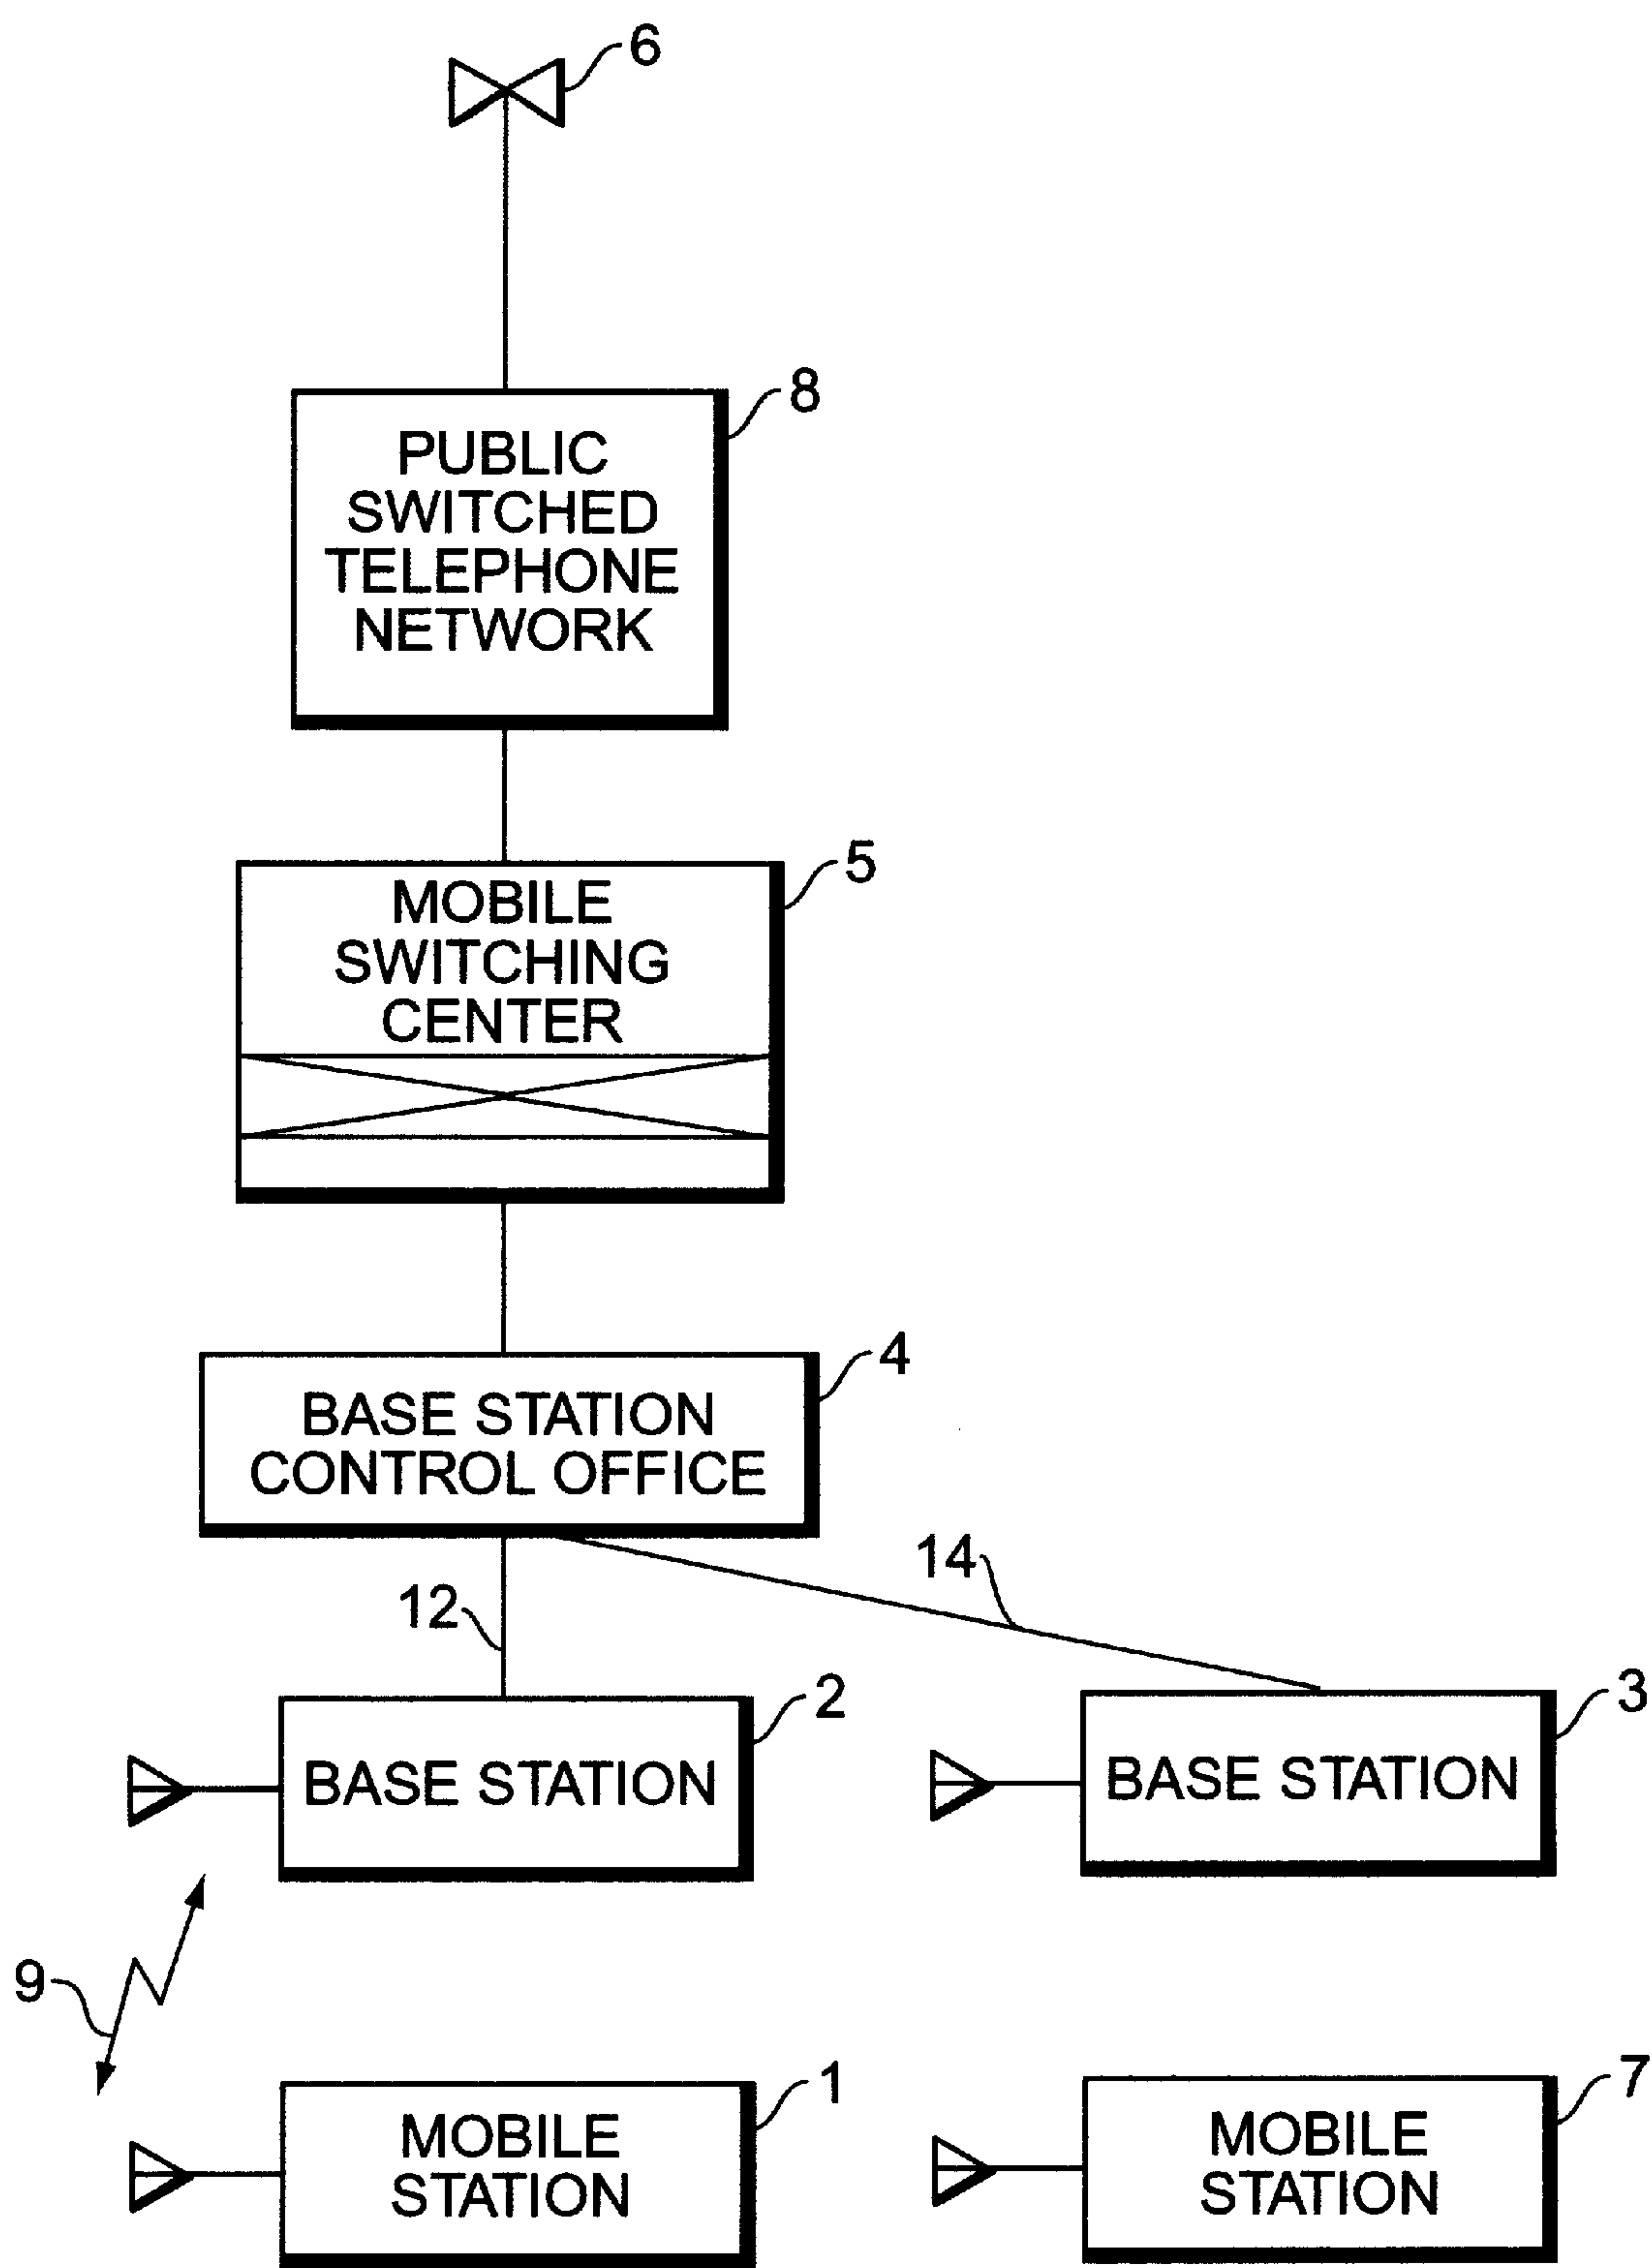 6
8
PUBLIC
SWITCHED
TELEPHONE
NETWORK
5
MOBILE
SWITCHING
CENTER
4
BASE STATION
CONTROL OFFICE
14
12
2
3
BASE STATION
BASE STATION
9
1
7
MOBILE
STATION
MOBILE
STATION